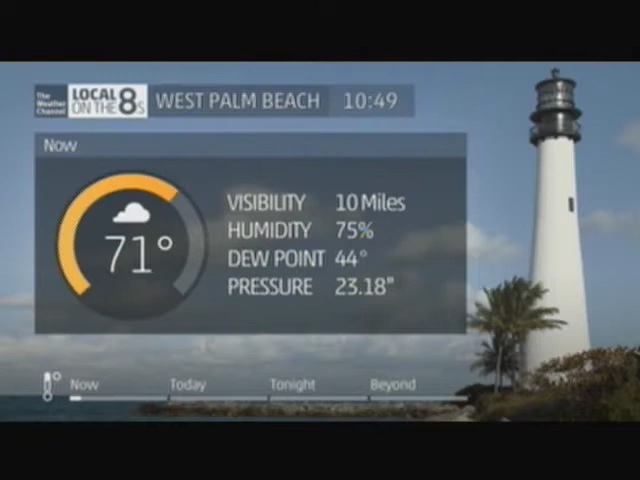 The Weather Channel
LOCAL ON THE 8s
WEST PALM BEACH 10:49
Now
71°
VISIBILITY 10 Miles
HUMIDITY 75%
DEW POINT 44°
PRESSURE 23.18"
Now Today Tonight Beyond